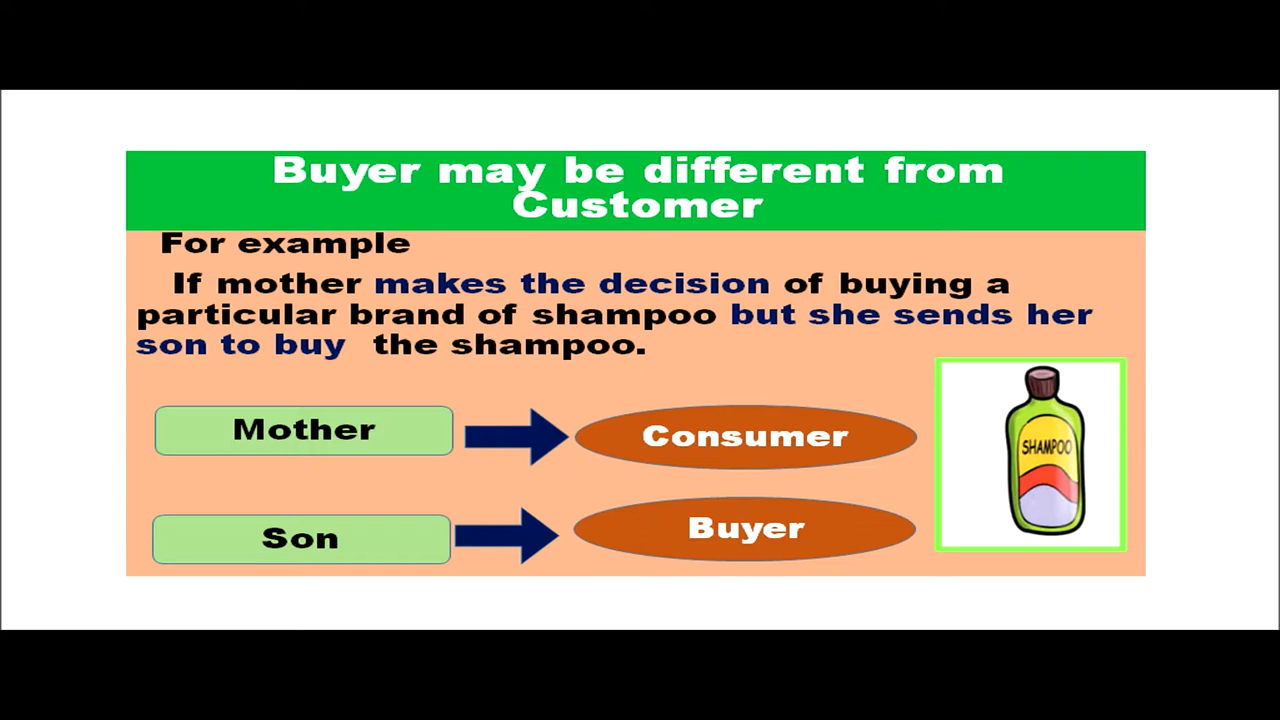 Buyer may be different from
Customer
For example
If mother makes the decision of buying a
particular brand of shampoo but she sends her
son to buy the shampoo.
Mother
Consumer
SHAMPOO
Son
Buyer